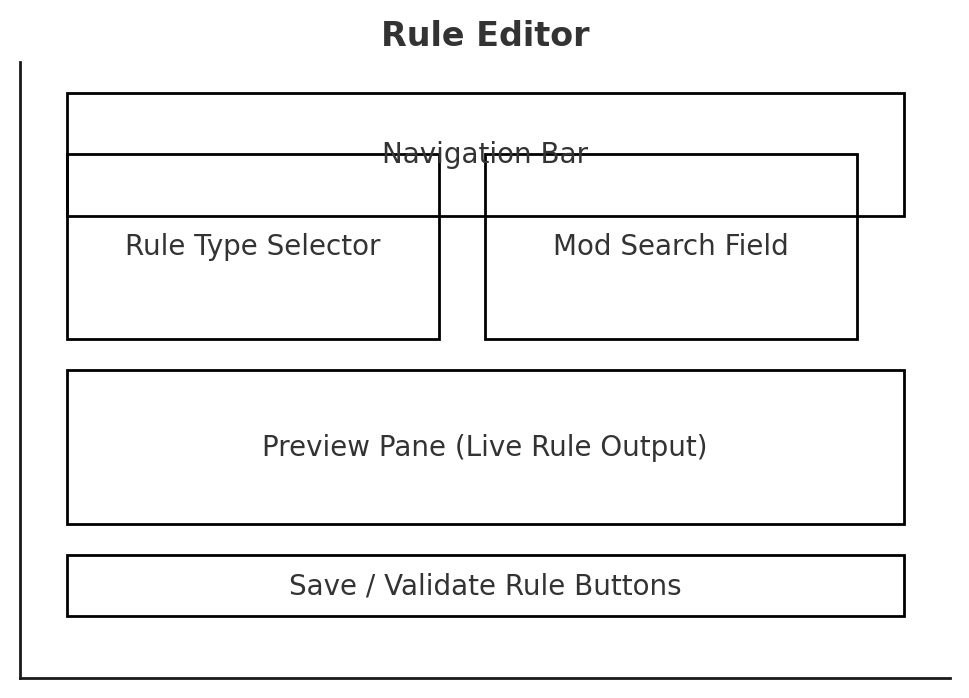 Rule Editor
Navigation Bar
Rule Type Selector
Mod Search Field
Preview Pane (Live Rule Output)
Save / Validate Rule Buttons